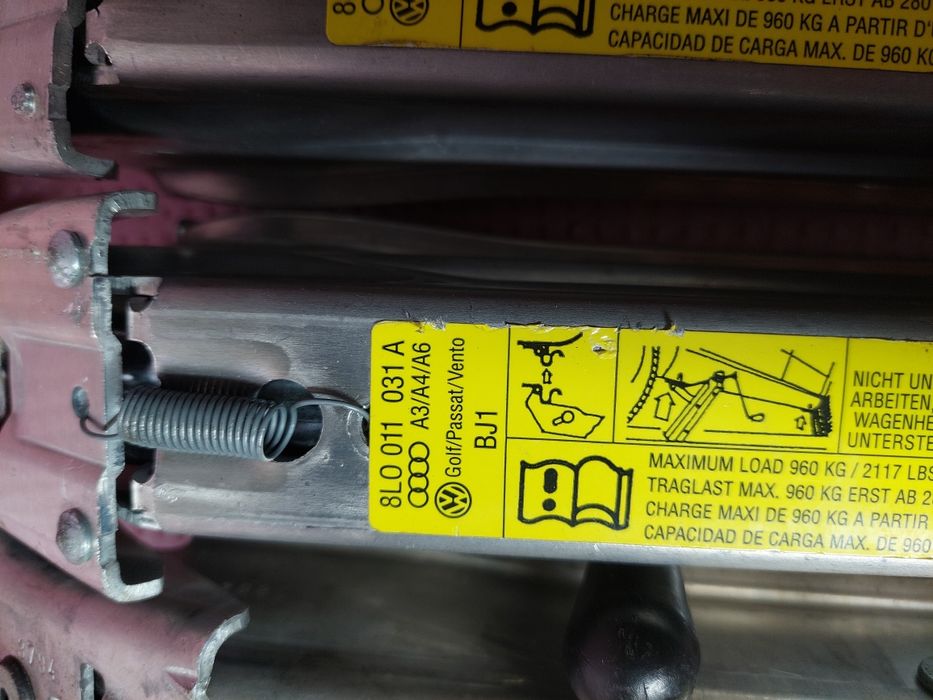 CHARGE MAXI DE 960 KG A PARTIR D'
CAPACIDAD DE CARGA MAX. DE 960 KG
8L0 011 031 A
A3/A4/A6
Golf/Passat/Vento
BJ1
NICHT UN
ARBEITEN,
WAGENHE
UNTERSTE
MAXIMUM LOAD 960 KG / 2117 LBS
TRAGLAST MAX. 960 KG ERST AB 28
CHARGE MAXI DE 960 KG A PARTIR
CAPACIDAD DE CARGA MAX. DE 960